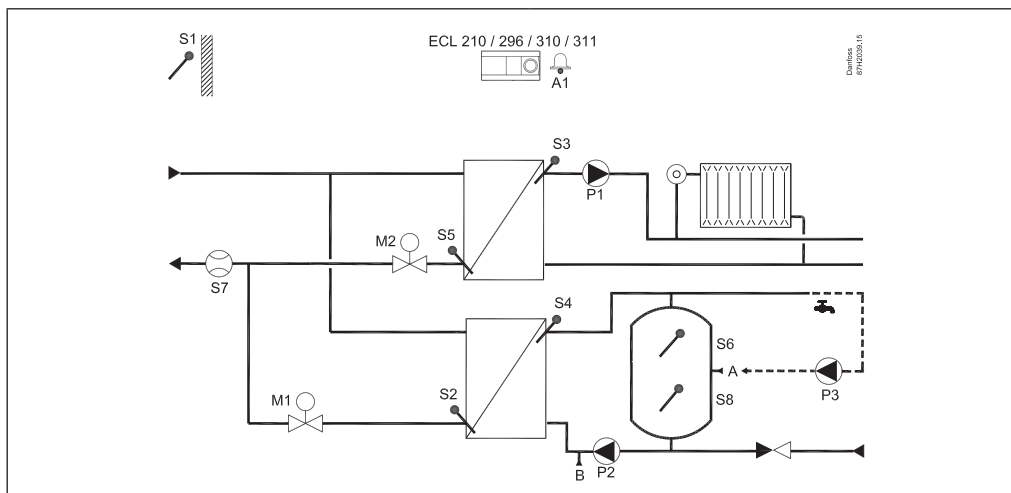 S1
ECL 210 / 296 / 310 / 311
A1
Danfoss
87H2039.15
S3
P1
M2
S5
S7
S4
S6
A
S8
P3
M1
S2
P2
B